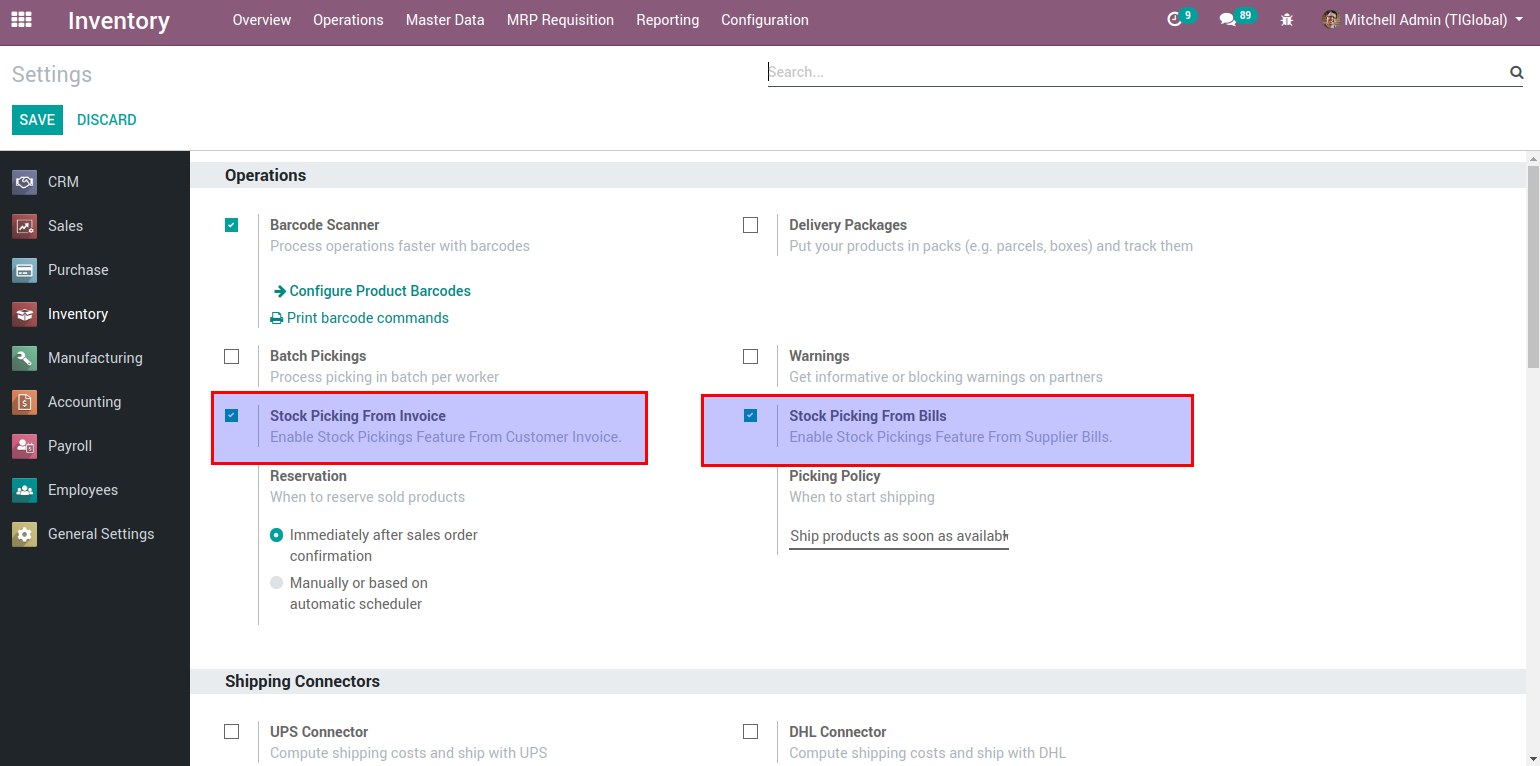 Inventory Overview Operations Master Data MRP Requisition Reporting Configuration 9 89 Mitchell Admin (TIGlobal)
Settings
Search...
SAVE DISCARD
CRM
Sales
Purchase
Inventory
Manufacturing
Accounting
Payroll
Employees
General Settings
Operations
Barcode Scanner
Process operations faster with barcodes
Configure Product Barcodes
Print barcode commands
Delivery Packages
Put your products in packs (e.g. parcels, boxes) and track them
Batch Pickings
Process picking in batch per worker
Warnings
Get informative or blocking warnings on partners
Stock Picking From Invoice
Enable Stock Pickings Feature From Customer Invoice.
Stock Picking From Bills
Enable Stock Pickings Feature From Supplier Bills.
Reservation
When to reserve sold products
Immediately after sales order
confirmation
Manually or based on
automatic scheduler
Picking Policy
When to start shipping
Ship products as soon as availab
Shipping Connectors
UPS Connector
Compute shipping costs and ship with UPS
DHL Connector
Compute shipping costs and ship with DHL